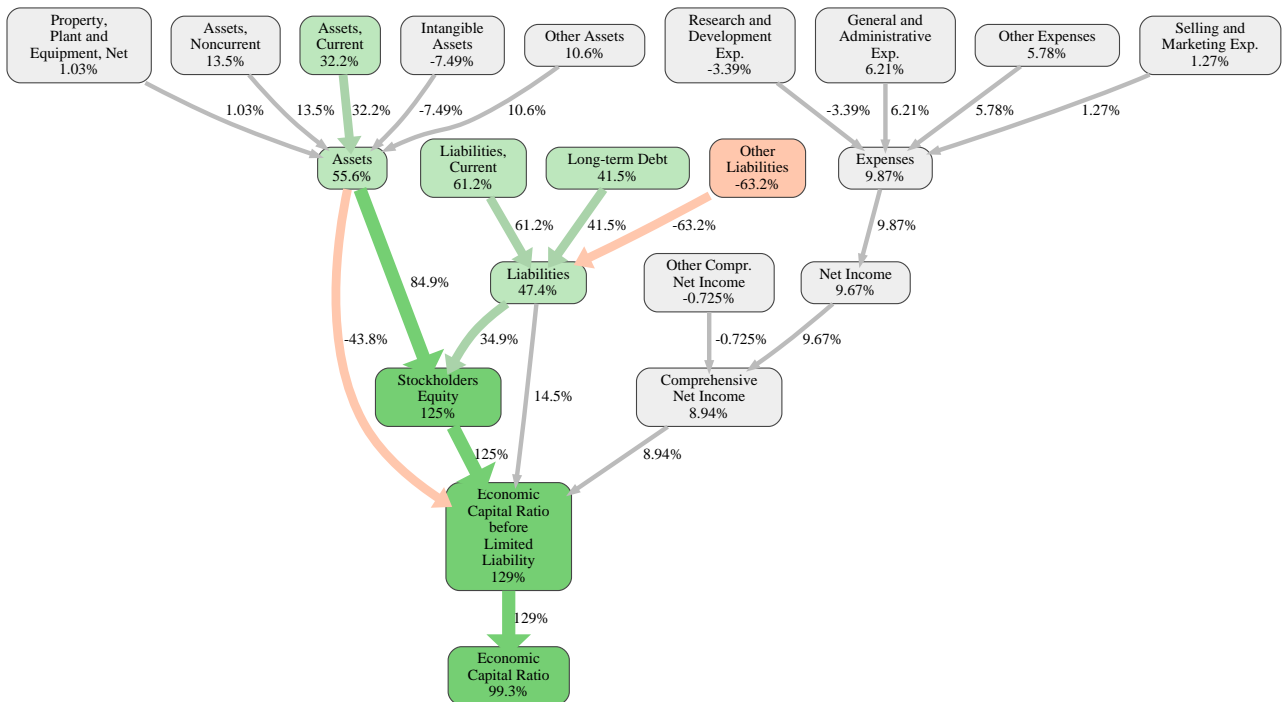 Property,
Plant and
Equipment, Net
1.03%
Assets,
Noncurrent
13.5%
Assets,
Current
32.2%
Intangible
Assets
-7.49%
Other Assets
10.6%
Research and
Development
Exp.
-3.39%
General and
Administrative
Exp.
6.21%
Other Expenses
5.78%
Selling and
Marketing Exp.
1.27%
1.03%
13.5%
32.2%
-7.49%
10.6%
-3.39%
6.21%
5.78%
1.27%
Assets
55.6%
Liabilities,
Current
61.2%
Long-term Debt
41.5%
Other
Liabilities
-63.2%
Expenses
9.87%
61.2%
41.5%
-63.2%
9.87%
Liabilities
47.4%
Other Compr.
Net Income
-0.725%
Net Income
9.67%
84.9%
-43.8%
34.9%
14.5%
-0.725%
9.67%
Stockholders
Equity
125%
Comprehensive
Net Income
8.94%
125%
8.94%
Economic
Capital Ratio
before
Limited
Liability
129%
129%
Economic
Capital Ratio
99.3%